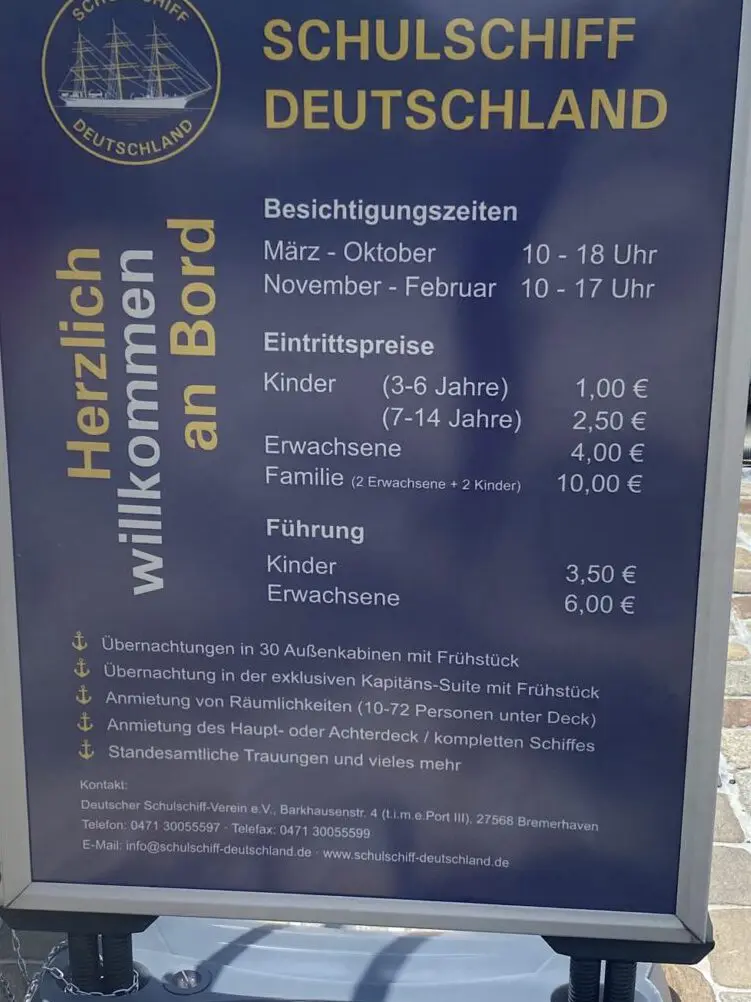 SCHULSCHIFF
DEUTSCHLAND
SCHULSCHIFF
DEUTSCHLAND
Herzlich
willkommen
an Bord
Besichtigungszeiten
März - Oktober 10 - 18 Uhr
November - Februar 10 - 17 Uhr
Eintrittspreise
Kinder (3-6 Jahre) 1,00 €
(7-14 Jahre) 2,50 €
Erwachsene 4,00 €
Familie (2 Erwachsene + 2 Kinder) 10,00 €
Führung
Kinder 3,50 €
Erwachsene 6,00 €
Übernachtungen in 30 Außenkabinen mit Frühstück
Übernachtung in der exklusiven Kapitäns-Suite mit Frühstück
Anmietung von Räumlichkeiten (10-72 Personen unter Deck)
Anmietung des Haupt- oder Achterdeck / kompletten Schiffes
Standesamtliche Trauungen und vieles mehr
Kontakt:
Deutscher Schulschiff-Verein e.V., Barkhausenstr. 4 (t.i.m.e.Port III), 27568 Bremerhaven
Telefon: 0471 30055597 · Telefax: 0471 30055599
E-Mail: info@schulschiff-deutschland.de · www.schulschiff-deutschland.de